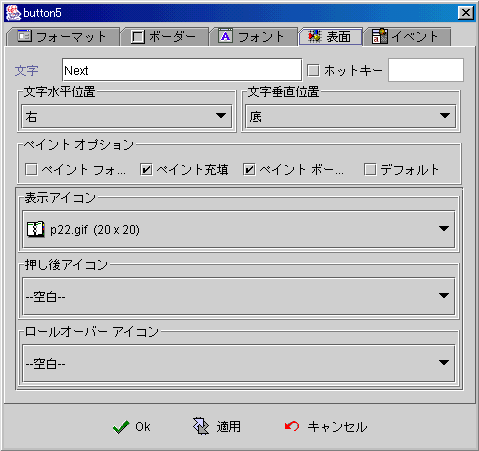 button5
フォーマット ボーダー フォント 表面 イベント
文字 Next ホットキー
文字水平位置 文字垂直位置
右 底
ペイント オプション
ペイント フォ... ペイント充填 ペイント ボー... デフォルト
表示アイコン
p22.gif (20 x 20)
押し後アイコン
--空白--
ロールオーバー アイコン
--空白--
Ok 適用 キャンセル